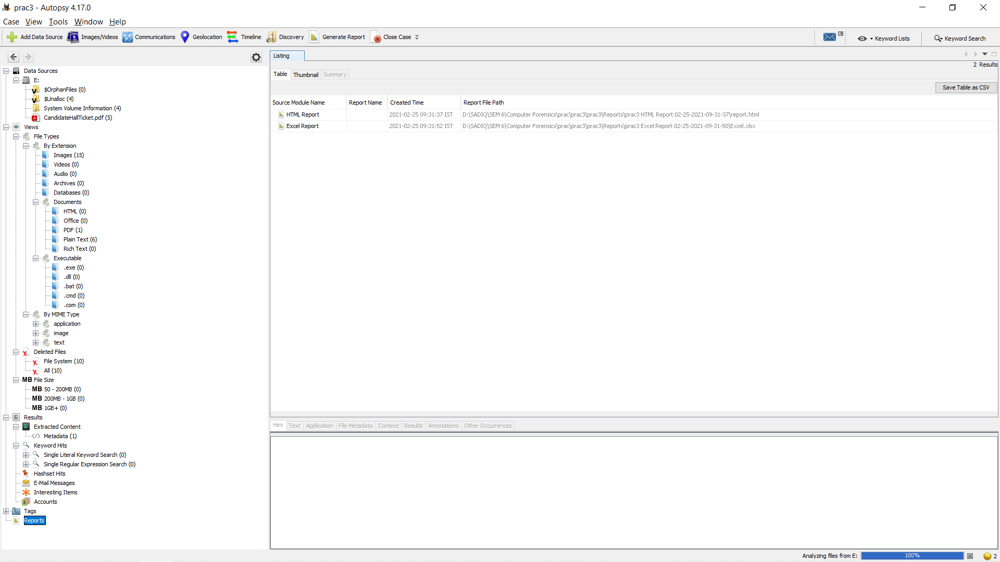 prac3 - Autopsy 4.17.0
Case View Tools Window Help
Add Data Source Images/Videos Communications Geolocation Timeline Discovery Generate Report Close Case 6 Keyword Lists Keyword Search
Listing
2 Results
Table Thumbnail Summary
Save Table as CSV
Source Module Name Report Name Created Time Report File Path
HTML Report 2021-02-25 09:31:37 IST D:\SADIQ\SEM 6\Computer Forensics\prac\prac3\prac3\Reports\prac3 HTML Report 02-25-2021-09-31-37\report.html
Excel Report 2021-02-25 09:31:52 IST D:\SADIQ\SEM 6\Computer Forensics\prac\prac3\prac3\Reports\prac3 Excel Report 02-25-2021-09-31-50\Excel.xlsx
Data Sources
E:
$OrphanFiles (0)
$Unalloc (4)
System Volume Information (4)
CandidateHallTicket.pdf (5)
Views
File Types
By Extension
Images (15)
Videos (0)
Audio (0)
Archives (0)
Databases (0)
Documents
HTML (0)
Office (0)
PDF (1)
Plain Text (6)
Rich Text (0)
Executable
.exe (0)
.dll (0)
.bat (0)
.cmd (0)
.com (0)
By MIME Type
application
image
text
Deleted Files
File System (10)
All (10)
MB File Size
MB 50 - 200MB (0)
MB 200MB - 1GB (0)
MB 1GB+ (0)
Results
Extracted Content
Metadata (1)
Keyword Hits
Single Literal Keyword Search (0)
Single Regular Expression Search (0)
Hashset Hits
E-Mail Messages
Interesting Items
Accounts
Tags
Reports
Hex Text Application File Metadata Context Results Annotations Other Occurrences
Analyzing files from E: 100% 2